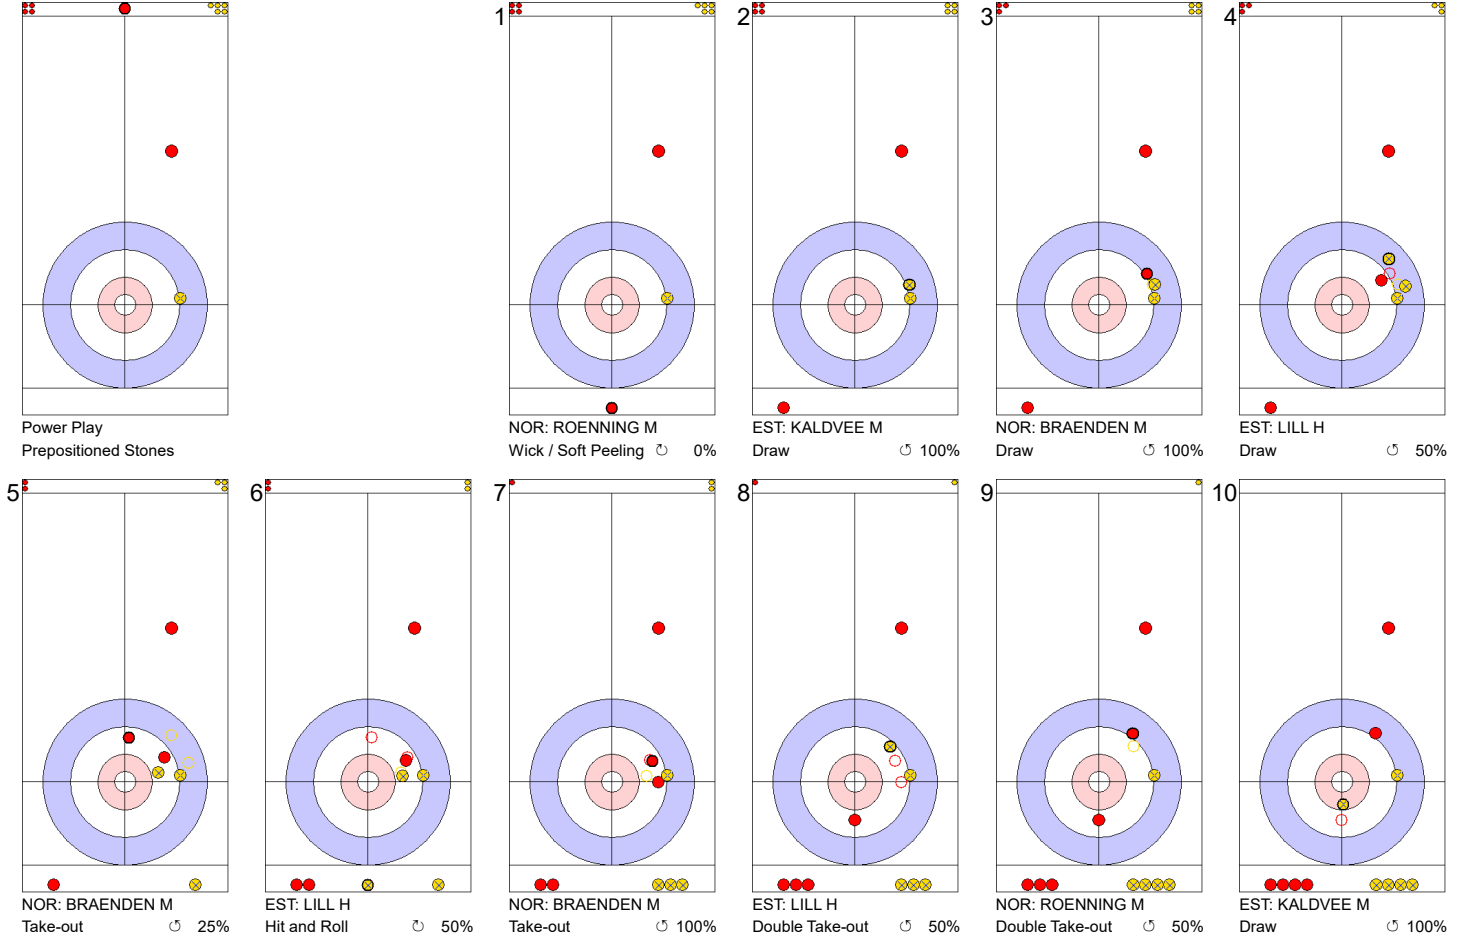 Power Play
Prepositioned Stones
1
NOR: ROENNING M
Wick / Soft Peeling ↻ 0%
2
EST: KALDVEE M
Draw ↺ 100%
3
NOR: BRAENDEN M
Draw ↺ 100%
4
EST: LILL H
Draw ↺ 50%
5
NOR: BRAENDEN M
Take-out ↺ 25%
6
EST: LILL H
Hit and Roll ↻ 50%
7
NOR: BRAENDEN M
Take-out ↺ 100%
8
EST: LILL H
Double Take-out ↺ 50%
9
NOR: ROENNING M
Double Take-out ↺ 50%
10
EST: KALDVEE M
Draw ↺ 100%